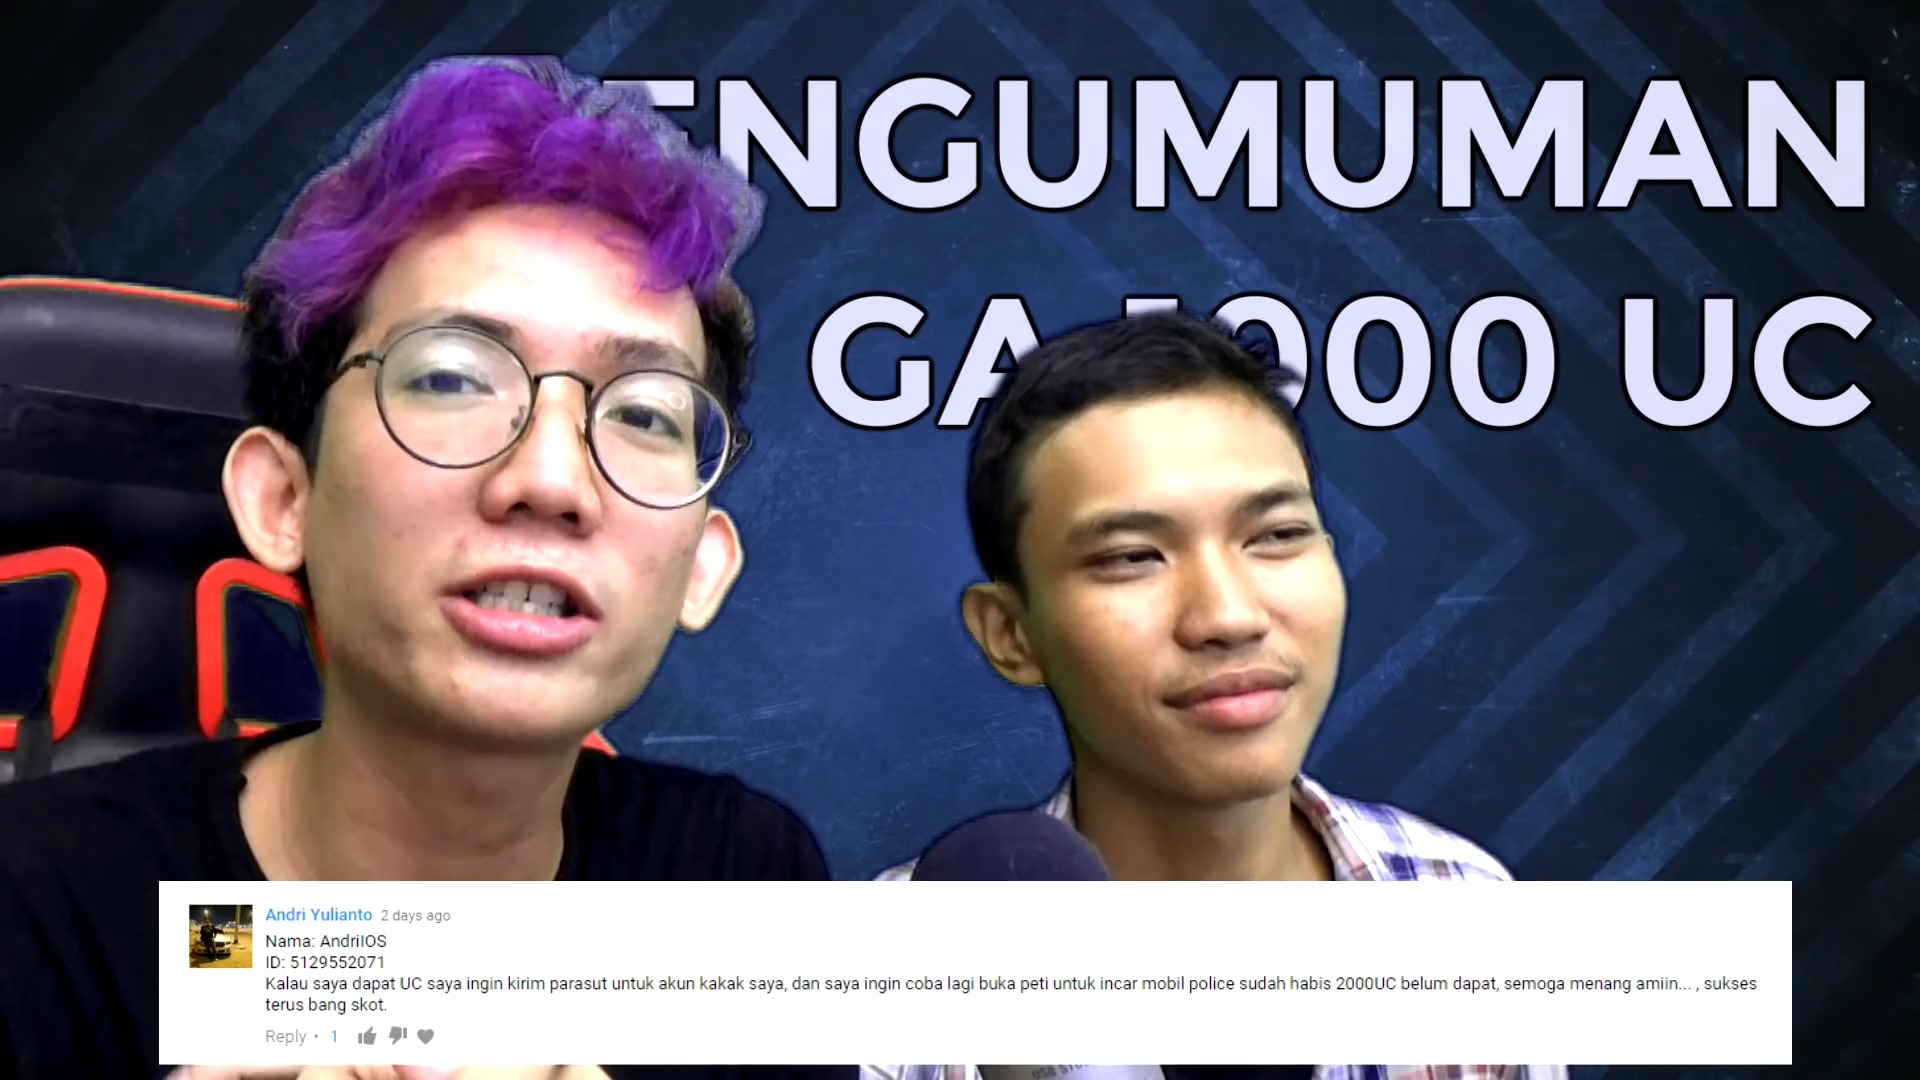 ENGUMUMAN
GA 000 UC
Andri Yulianto 2 days ago
Nama: AndriIOS
ID: 5129552071
Kalau saya dapat UC saya ingin kirim parasut untuk akun kakak saya, dan saya ingin coba lagi buka peti untuk incar mobil police sudah habis 2000UC belum dapat, semoga menang amiin... , sukses
terus bang skot.
Reply • 1